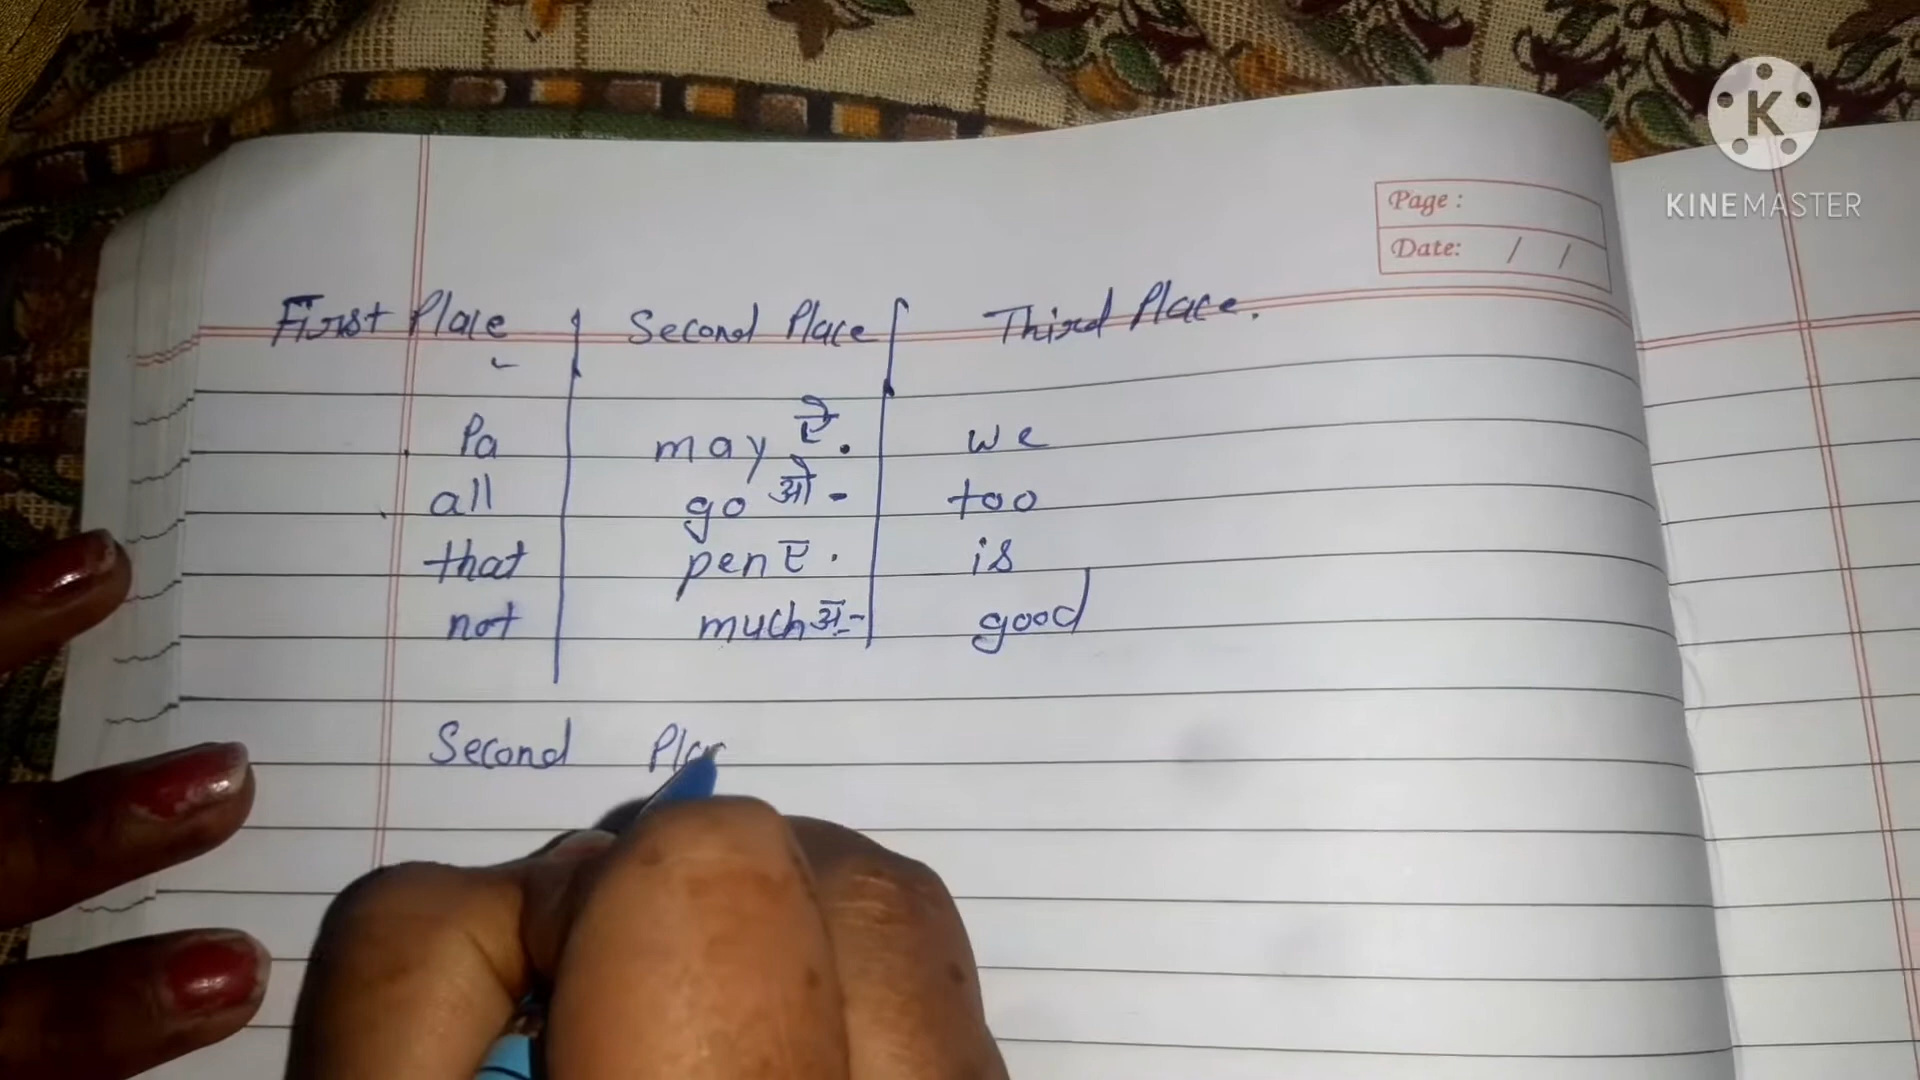 K
KINEMASTER
Page :
Date: / /
First Place Second Place Third Place.
Pa may ऐ. we
all go ओ - too
that pen ए . is
not much अ - good
Second Pla